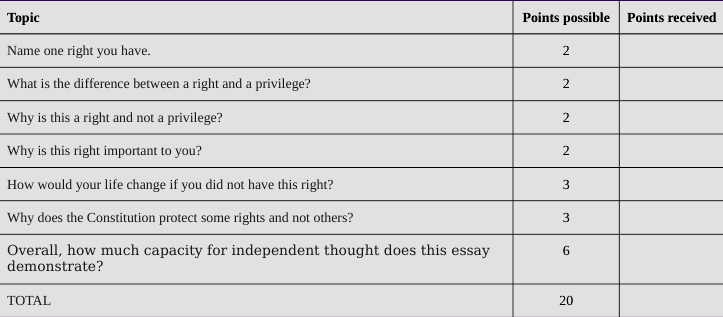 Topic Points possible Points received
Name one right you have. 2
What is the difference between a right and a privilege? 2
Why is this a right and not a privilege? 2
Why is this right important to you? 2
How would your life change if you did not have this right? 3
Why does the Constitution protect some rights and not others? 3
Overall, how much capacity for independent thought does this essay 6
demonstrate?
TOTAL 20